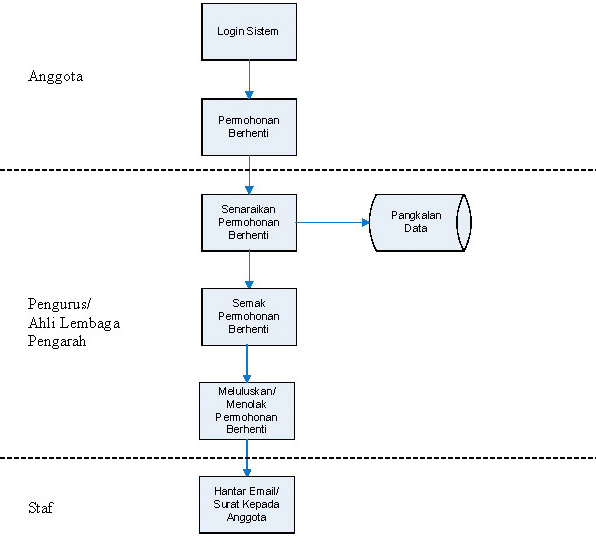 Login Sistem
Anggota
Permohonan
Berhenti
Senaraikan
Permohonan
Berhenti
Pangkalan
Data
Pengurus/
Ahli Lembaga
Pengarah
Semak
Permohonan
Berhenti
Meluluskan/
Menolak
Permohonan
Berhenti
Hantar Email/
Surat Kepada
Anggota
Staf